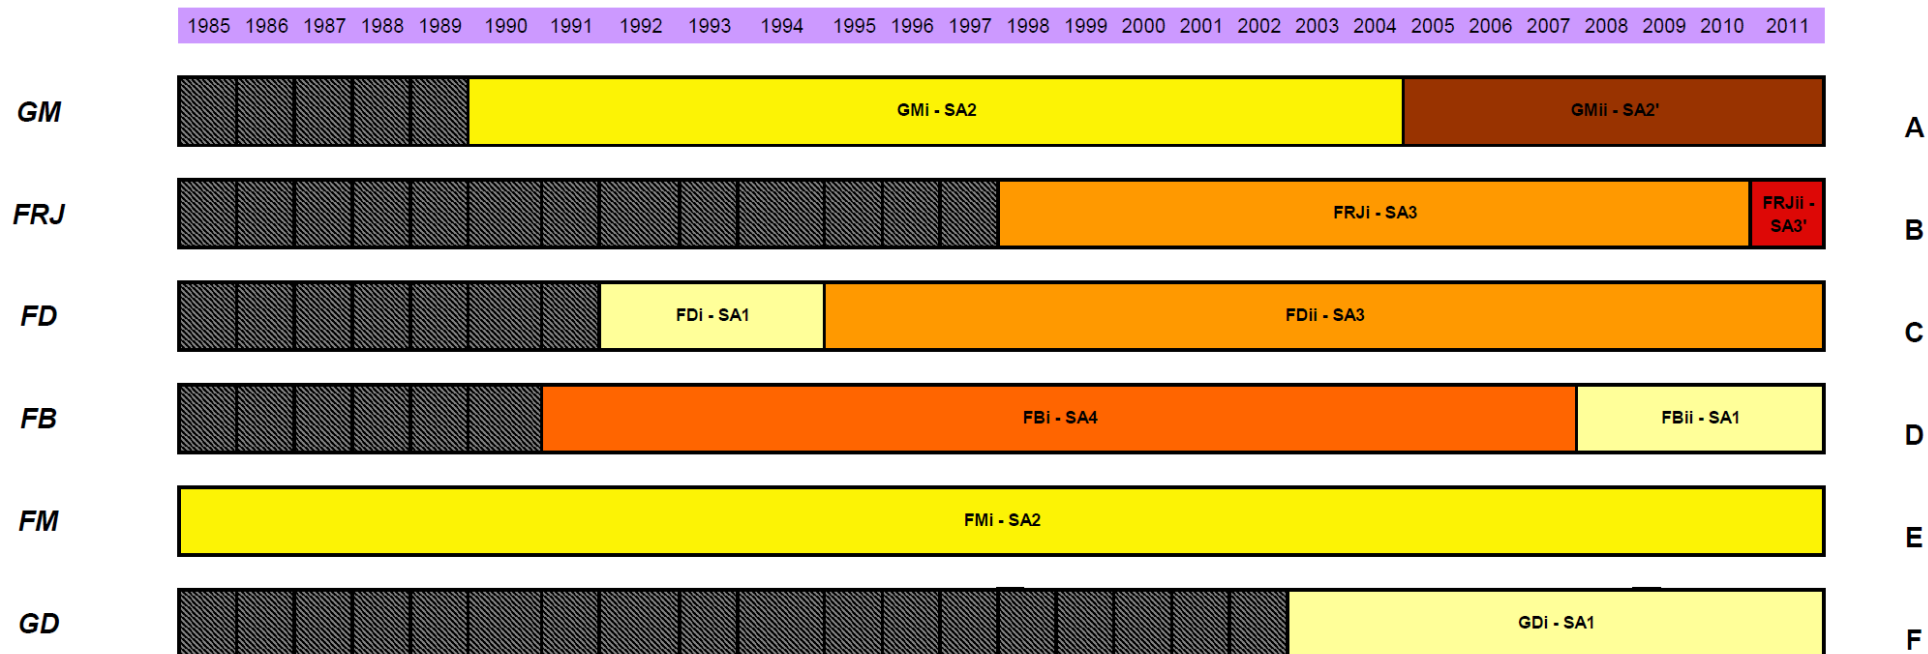 1985 1986 1987 1988 1989 1990 1991 1992 1993 1994 1995 1996 1997 1998 1999 2000 2001 2002 2003 2004 2005 2006 2007 2008 2009 2010 2011
GM GMi - SA2 GMii - SA2' A
FRJ FRJi - SA3 FRJii -
SA3' B
FD FDi - SA1 FDii - SA3 C
FB FBi - SA4 FBii - SA1 D
FM FMi - SA2 E
GD GDi - SA1 F